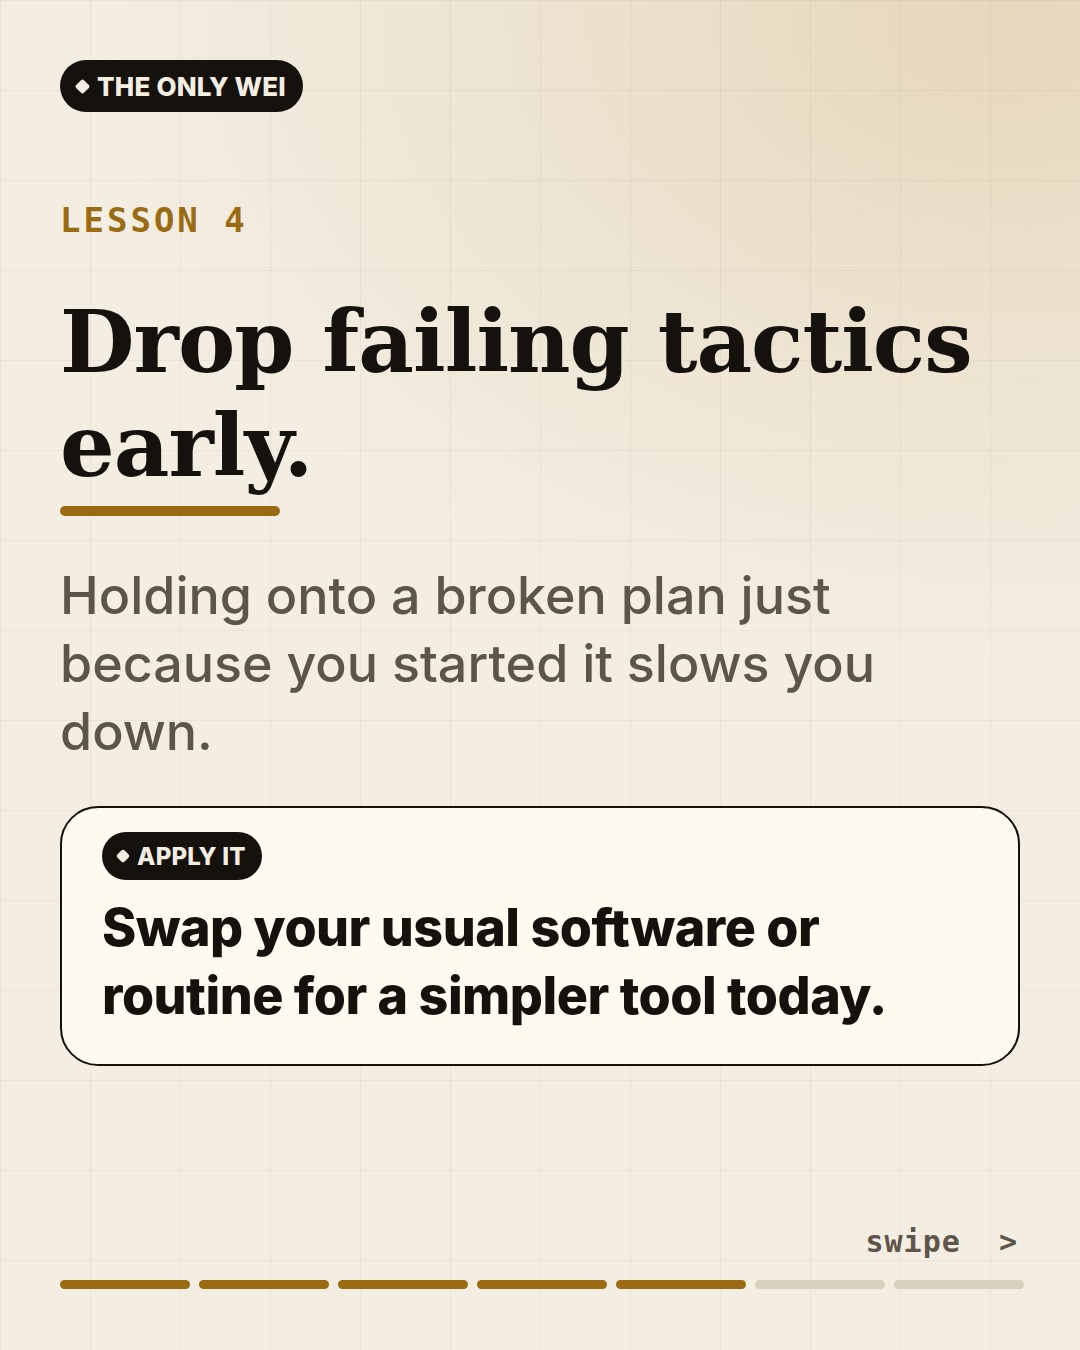 THE ONLY WEI
LESSON 4
Drop failing tactics
early.
Holding onto a broken plan just
because you started it slows you
down.
APPLY IT
Swap your usual software or
routine for a simpler tool today.
swipe >